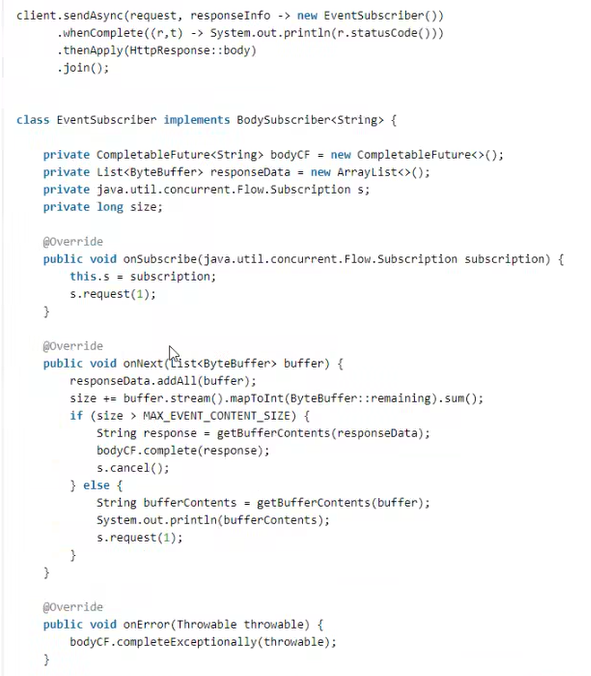 client.sendAsync(request, responseInfo -> new EventSubscriber())
.whenComplete((r,t) -> System.out.println(r.statusCode()))
.thenApply(HttpResponse::body)
.join();
class EventSubscriber implements BodySubscriber<String> {
private CompletableFuture<String> bodyCF = new CompletableFuture<>();
private List<ByteBuffer> responseData = new ArrayList<>();
private java.util.concurrent.Flow.Subscription s;
private long size;
@Override
public void onSubscribe(java.util.concurrent.Flow.Subscription subscription) {
this.s = subscription;
s.request(1);
}
@Override
public void onNext(List<ByteBuffer> buffer) {
responseData.addAll(buffer);
size += buffer.stream().mapToInt(ByteBuffer::remaining).sum();
if (size > MAX_EVENT_CONTENT_SIZE) {
String response = getBufferContents(responseData);
bodyCF.complete(response);
s.cancel();
} else {
String bufferContents = getBufferContents(buffer);
System.out.println(bufferContents);
s.request(1);
}
}
@Override
public void onError(Throwable throwable) {
bodyCF.completeExceptionally(throwable);
}